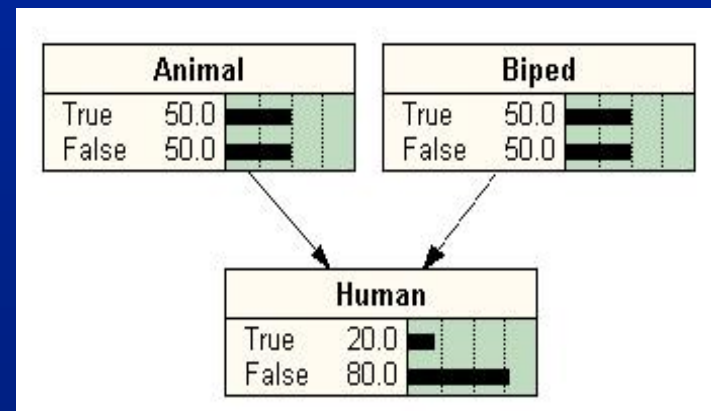 Animal
True 50.0
False 50.0
Biped
True 50.0
False 50.0
Human
True 20.0
False 80.0